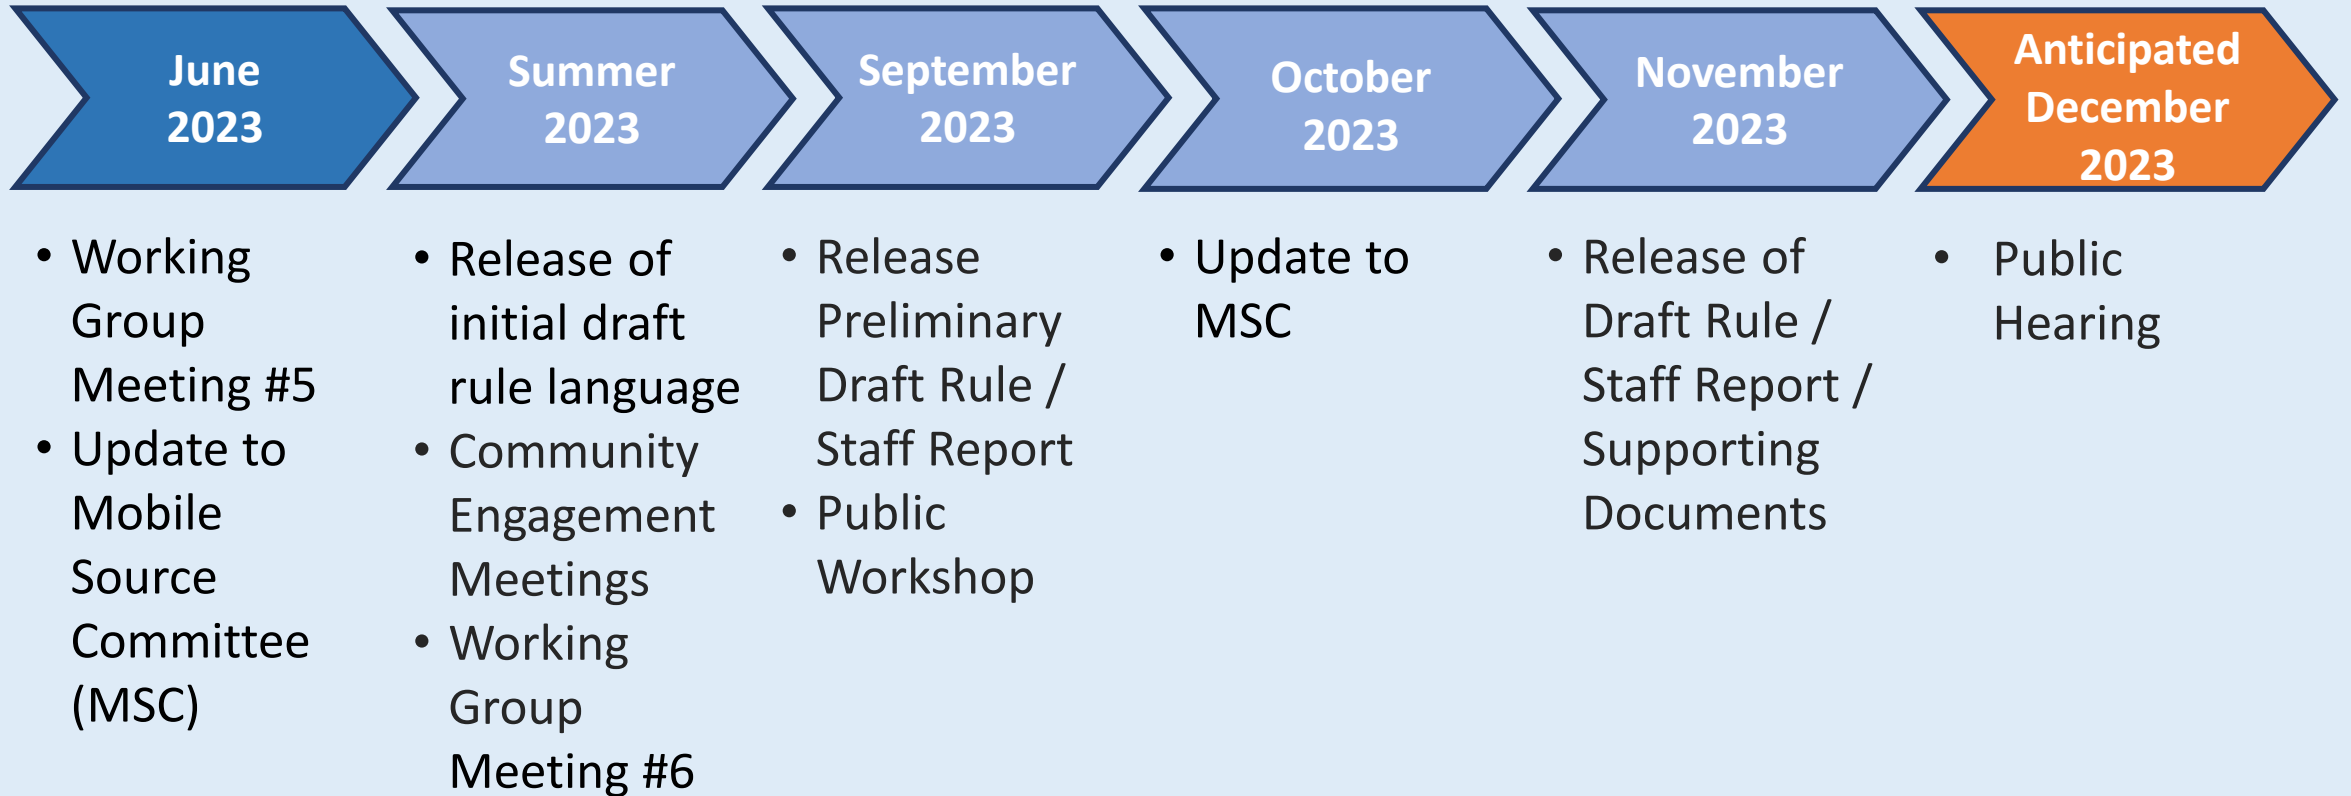 June
2023
Summer
2023
September
2023
October
2023
November
2023
Anticipated
December
2023
• Working
Group
Meeting #5
• Update to
Mobile
Source
Committee
(MSC)
• Release of
initial draft
rule language
• Community
Engagement
Meetings
• Working
Group
Meeting #6
• Release
Preliminary
Draft Rule /
Staff Report
• Public
Workshop
• Update to
MSC
• Release of
Draft Rule /
Staff Report /
Supporting
Documents
• Public
Hearing